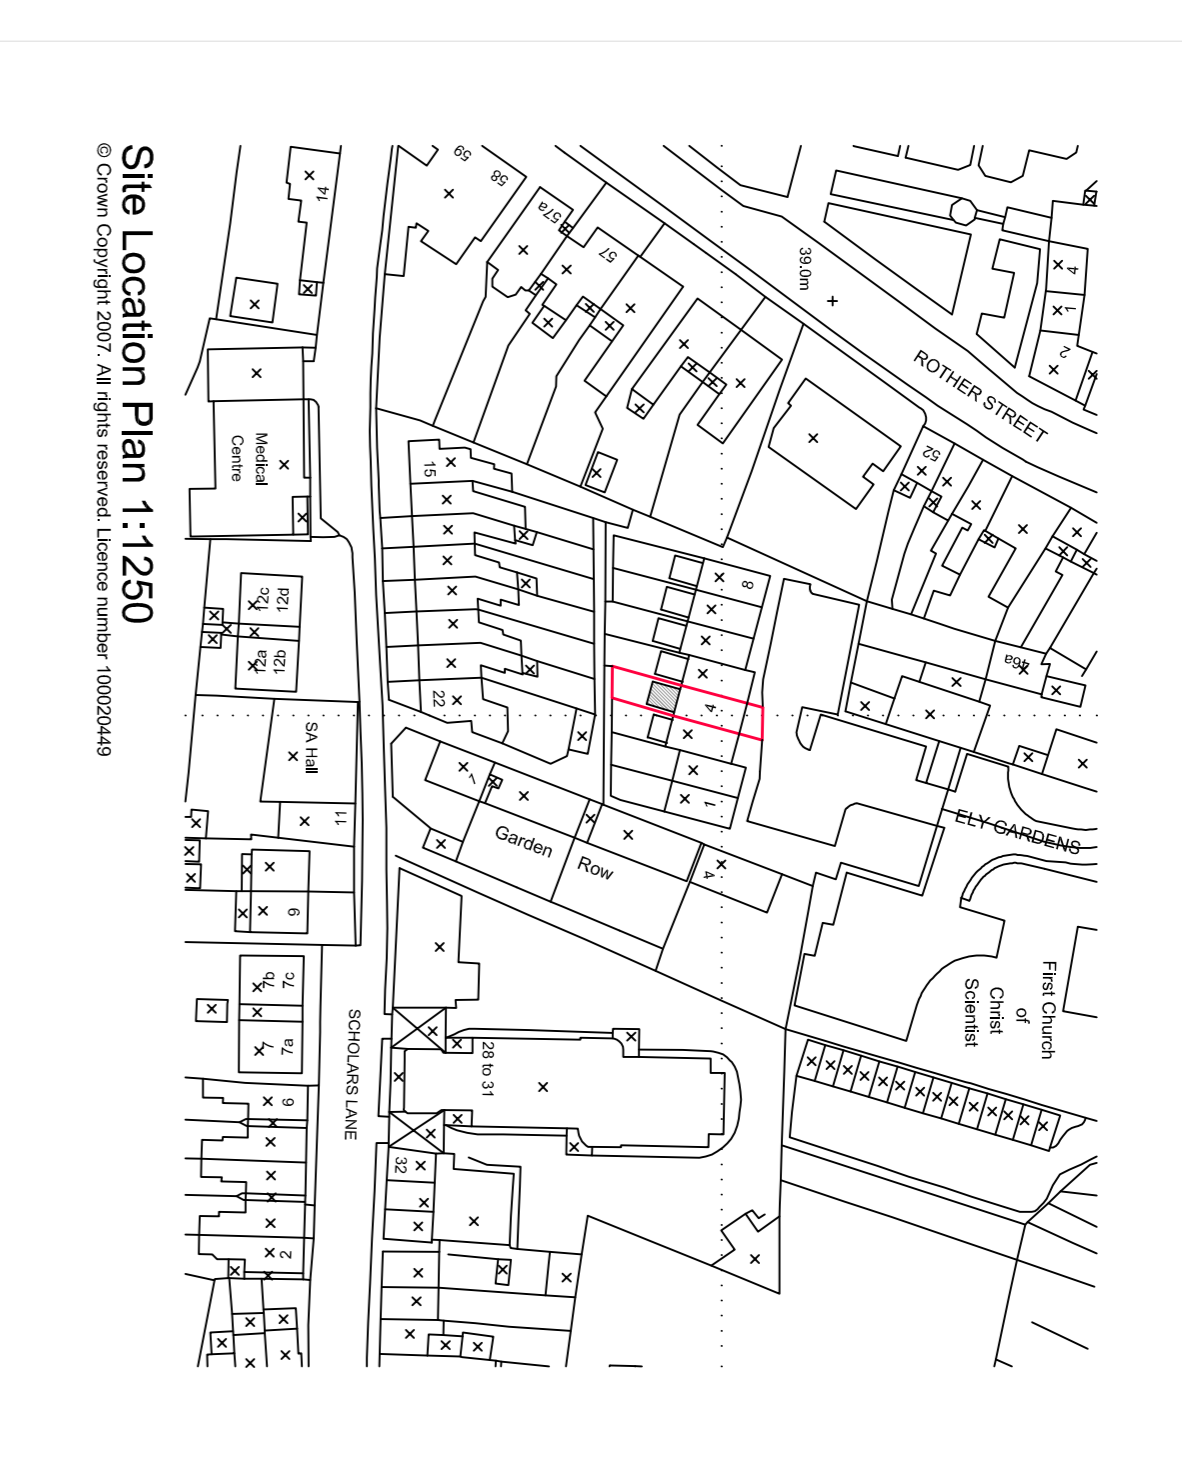 Site Location Plan 1:1250
© Crown Copyright 2007. All rights reserved. Licence number 100020449
59
58
57a
57
39.0m
ROTHER STREET
4
1
2
52
46a
14
Medical
Centre
15
22
8
4
1
ELY GARDENS
12c
12d
12a
12b
SA Hall
11
9
7
Garden
Row
4
First Church
of
Christ
Scientist
7b
7c
7
7a
SCHOLARS LANE
28 to 31
6
32
2